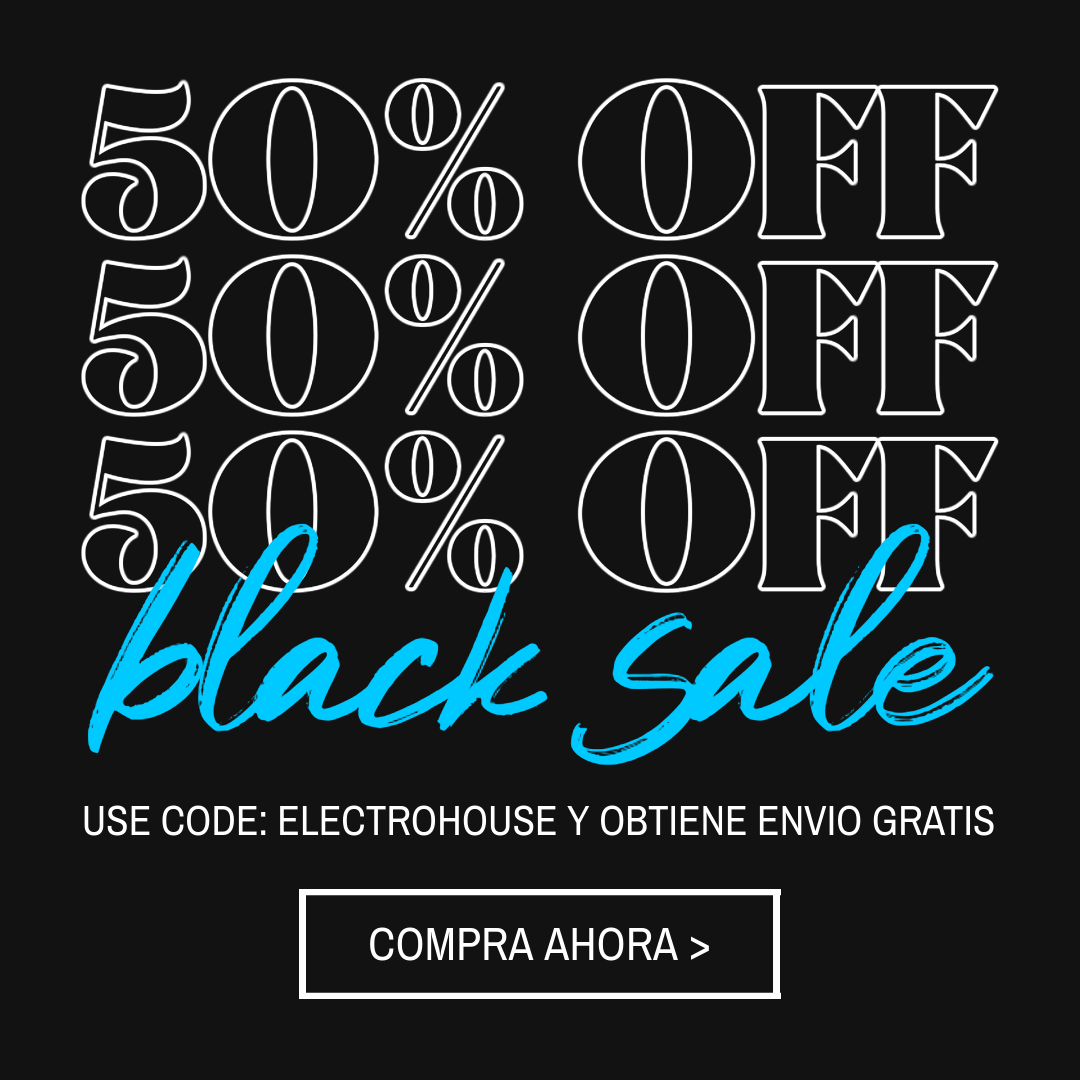 50% OFF
50% OFF
50% OFF
black sale
USE CODE: ELECTROHOUSE Y OBTIENE ENVIO GRATIS
COMPRA AHORA >